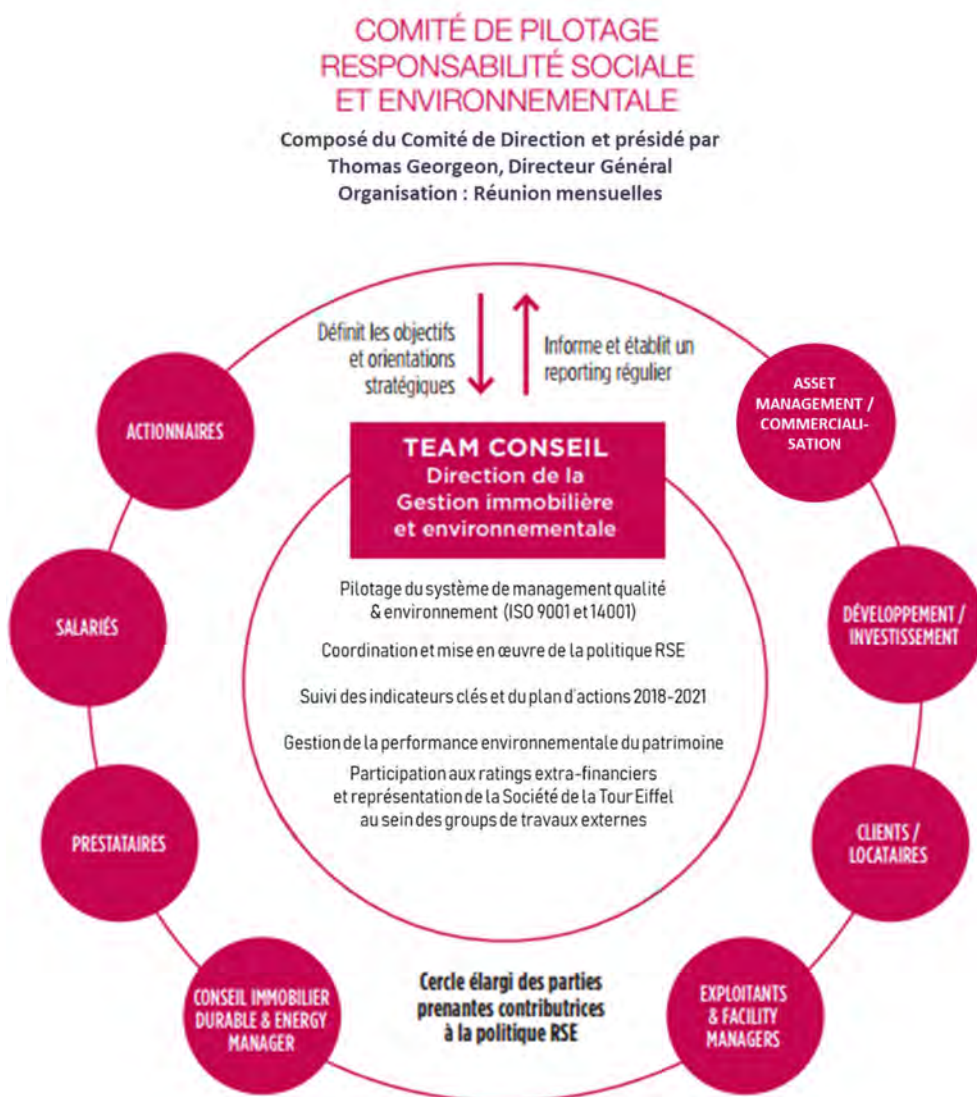 COMITÉ DE PILOTAGE
RESPONSABILITÉ SOCIALE
ET ENVIRONNEMENTALE
Composé du Comité de Direction et présidé par
Thomas Georgeon, Directeur Général
Organisation : Réunion mensuelles
Définit les objectifs
et orientations
stratégiques
Informe et établit un
reporting régulier
ACTIONNAIRES
ASSET
MANAGEMENT /
COMMERCIALI-
SATION
TEAM CONSEIL
Direction de la
Gestion immobilière
et environnementale
Pilotage du système de management qualité
& environnement (ISO 9001 et 14001)
Coordination et mise en œuvre de la politique RSE
Suivi des indicateurs clés et du plan d'actions 2018-2021
Gestion de la performance environnementale du patrimoine
Participation aux ratings extra-financiers
et représentation de la Société de la Tour Eiffel
au sein des groups de travaux externes
SALARIÉS
DÉVELOPPEMENT /
INVESTISSEMENT
PRESTATAIRES
CLIENTS /
LOCATAIRES
CONSEIL IMMOBILIER
DURABLE & ENERGY
MANAGER
Cercle élargi des parties
prenantes contributrices
à la politique RSE
EXPLOITANTS
& FACILITY
MANAGERS